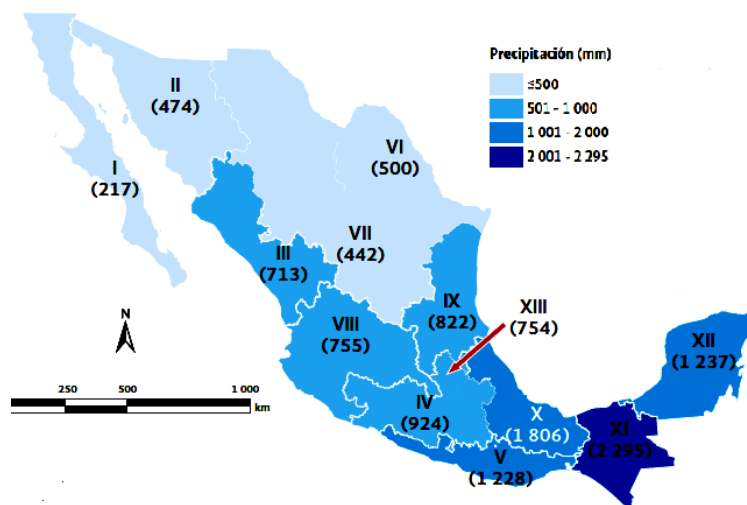 Precipitación (mm)
≤500
501 - 1 000
1 001 - 2 000
2 001 - 2 295
II
(474)
I
(217)
VI
(500)
VII
(442)
III
(713)
IX
(822)
XIII
(754)
VIII
(755)
XII
(1 237)
IV
(924)
X
(1 806)
XI
(2 295)
V
(1 228)
N
250 500 1 000
km